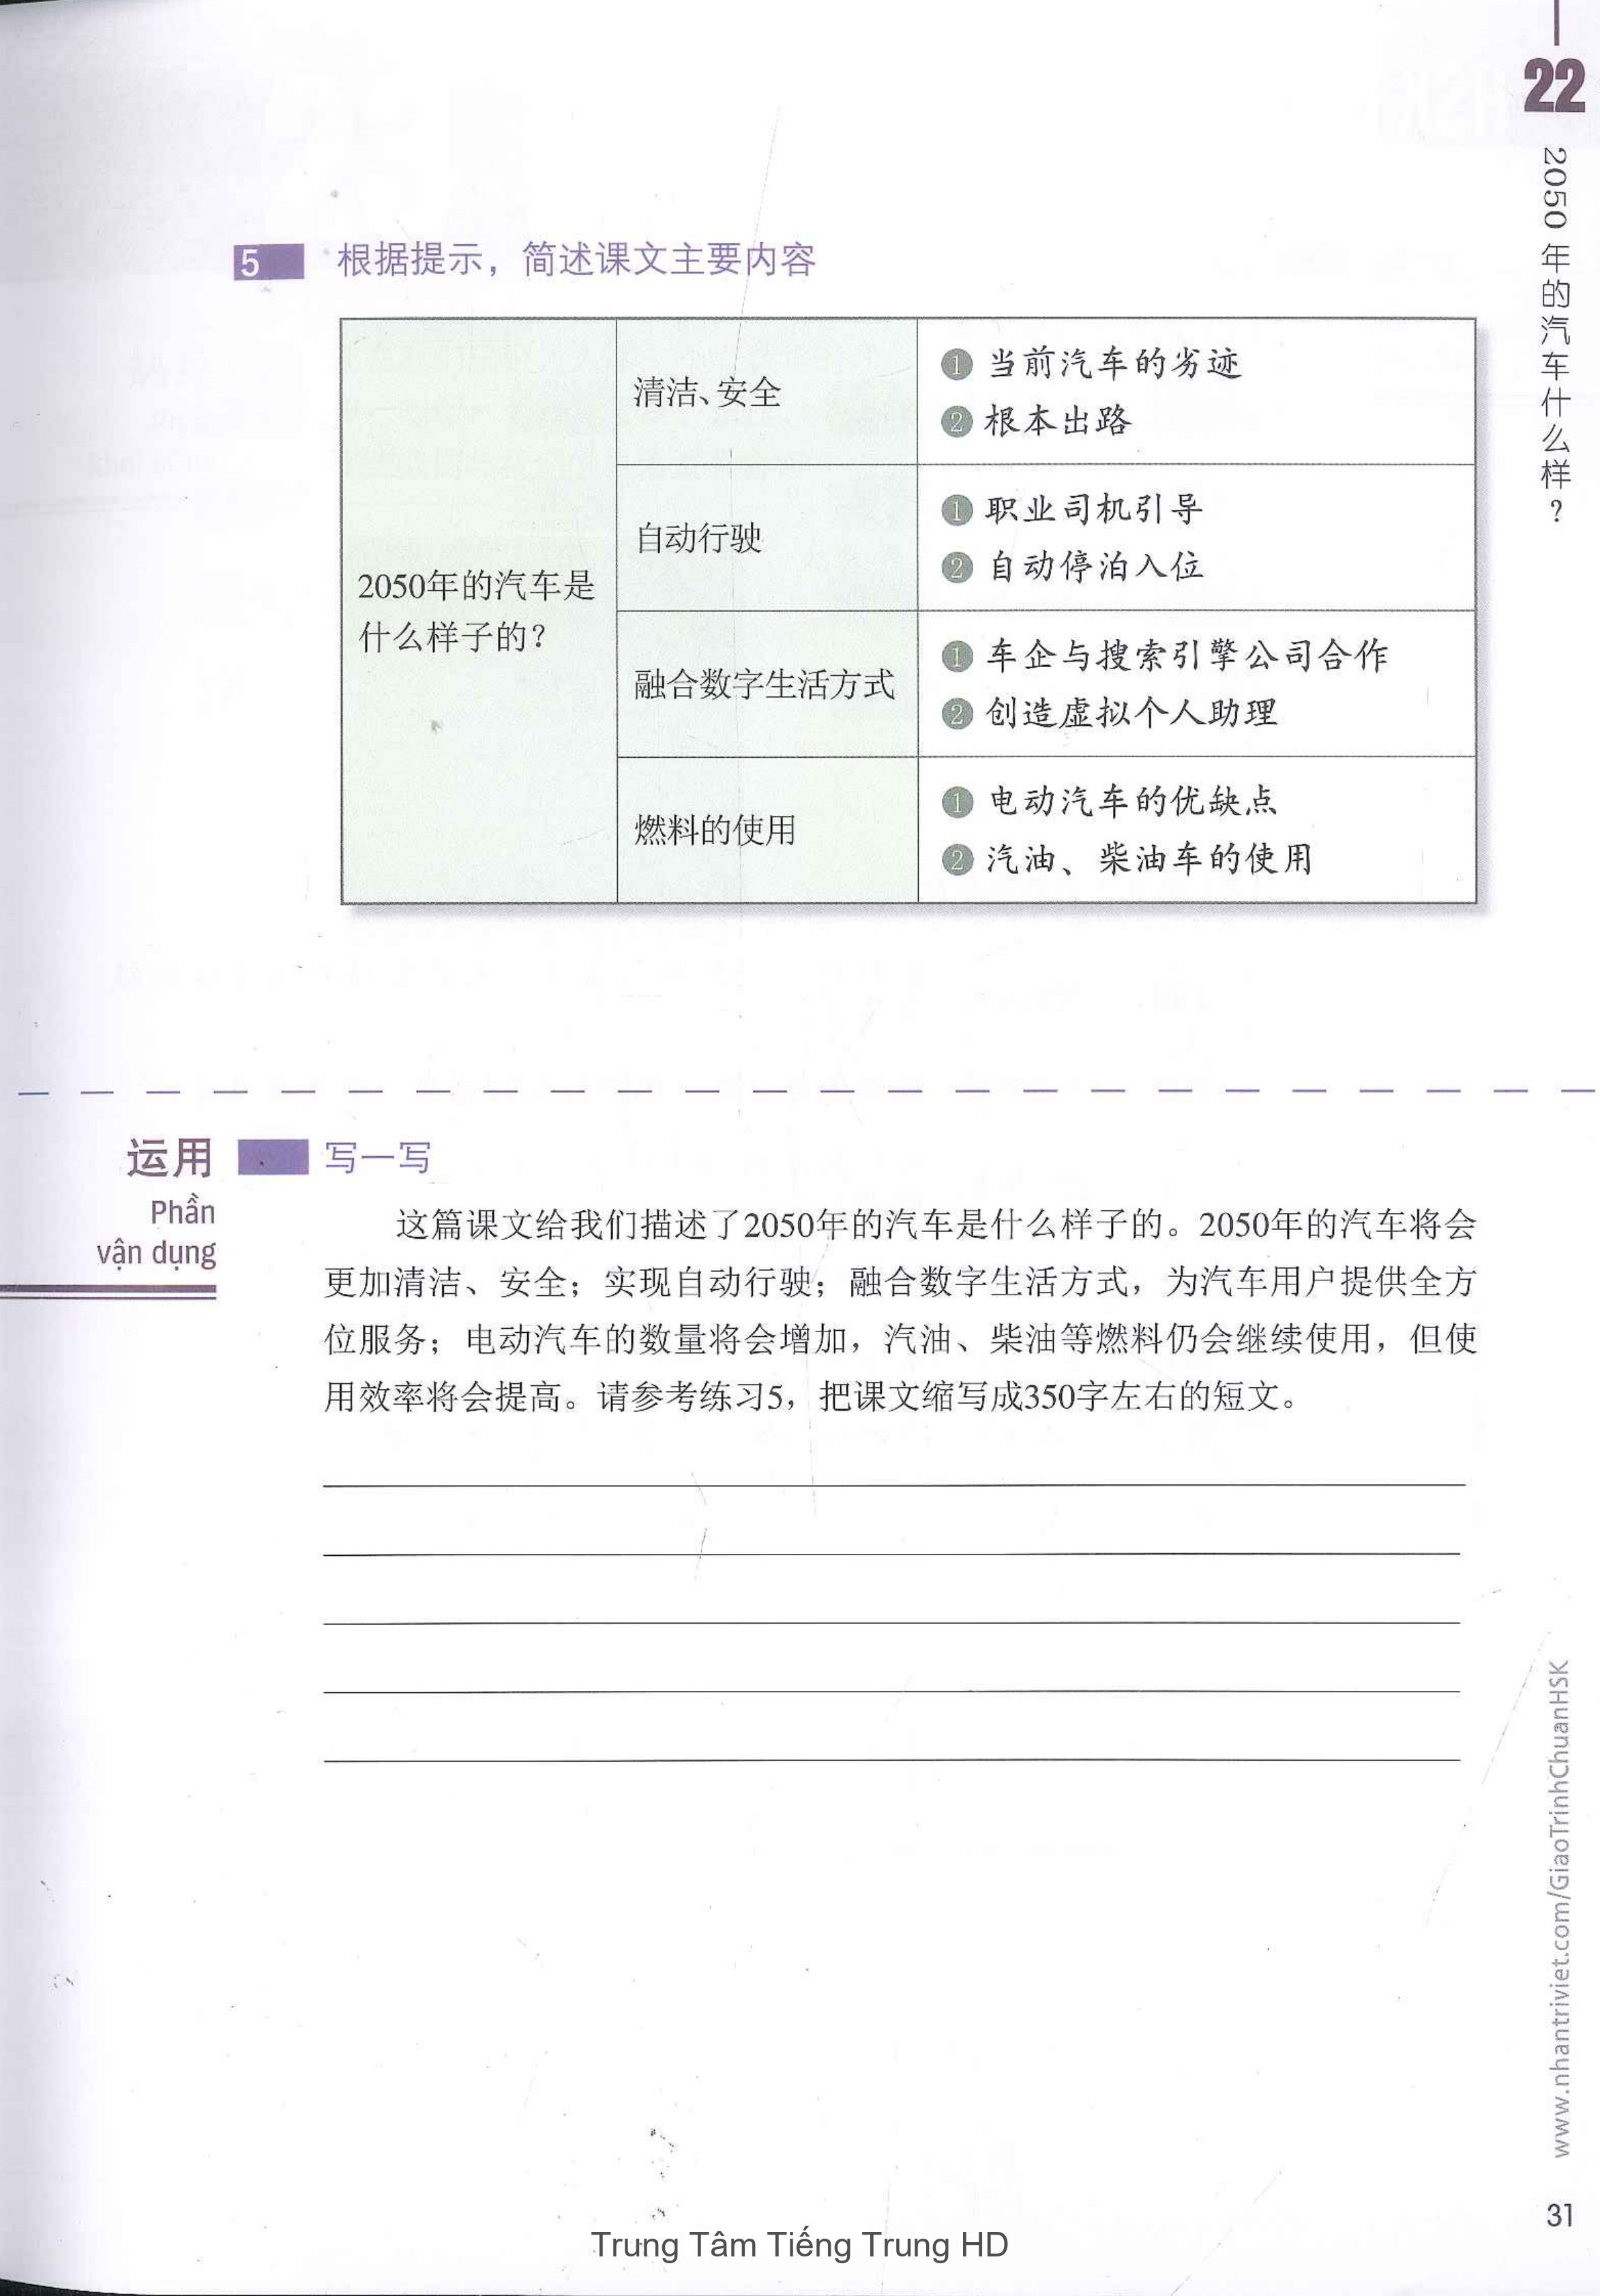 22
2050年的汽车什么样？
5 根据提示，简述课文主要内容
2050年的汽车是
什么样子的？
清洁、安全
❶ 当前汽车的劣迹
❷ 根本出路
自动行驶
❶ 职业司机引导
❷ 自动停泊入位
融合数字生活方式
❶ 车企与搜索引擎公司合作
❷ 创造虚拟个人助理
燃料的使用
❶ 电动汽车的优缺点
❷ 汽油、柴油车的使用
运用
Phần
vận dụng
写一写
这篇课文给我们描述了2050年的汽车是什么样子的。2050年的汽车将会
更加清洁、安全；实现自动行驶；融合数字生活方式，为汽车用户提供全方
位服务；电动汽车的数量将会增加，汽油、柴油等燃料仍会继续使用，但使
用效率将会提高。请参考练习5，把课文缩写成350字左右的短文。
www.nhantriviet.com/GiaoTrinhChuanHSK
31
Trung Tâm Tiếng Trung HD